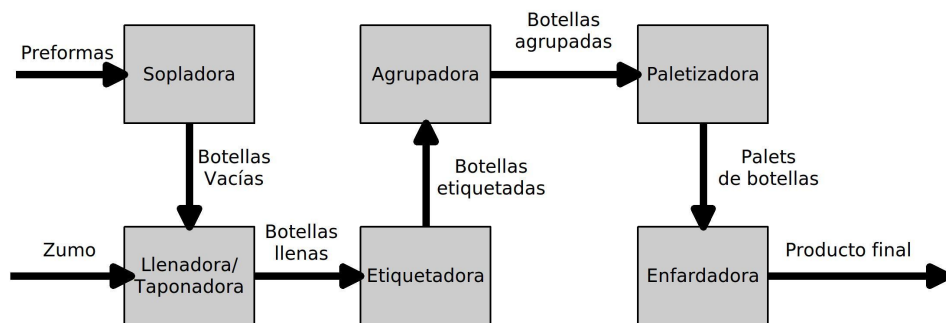 Preformas
Sopladora
Botellas
Vacías
Zumo
Llenadora/
Taponadora
Botellas
llenas
Etiquetadora
Botellas
etiquetadas
Agrupadora
Botellas
agrupadas
Paletizadora
Palets
de botellas
Enfardadora
Producto final